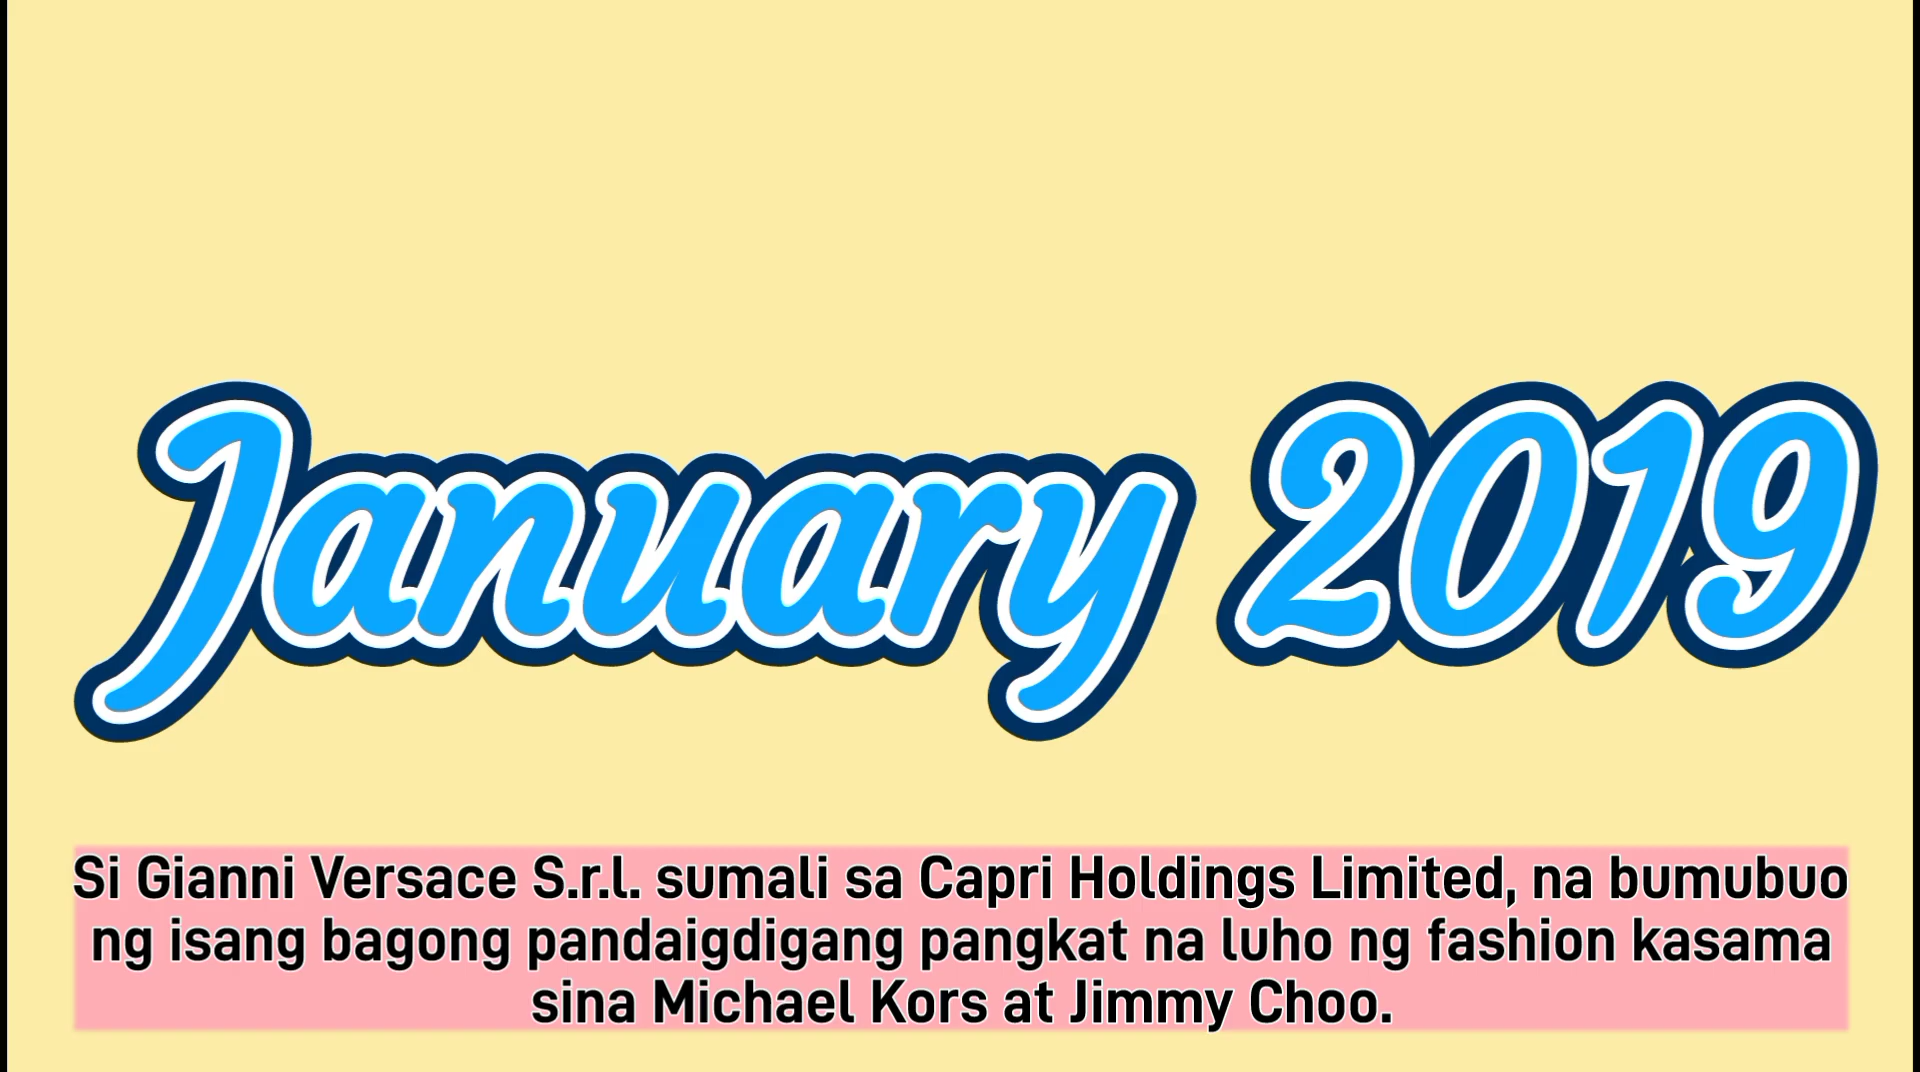 January 2019
Si Gianni Versace S.r.l. sumali sa Capri Holdings Limited, na bumubuo
ng isang bagong pandaigdigang pangkat na luho ng fashion kasama
sina Michael Kors at Jimmy Choo.